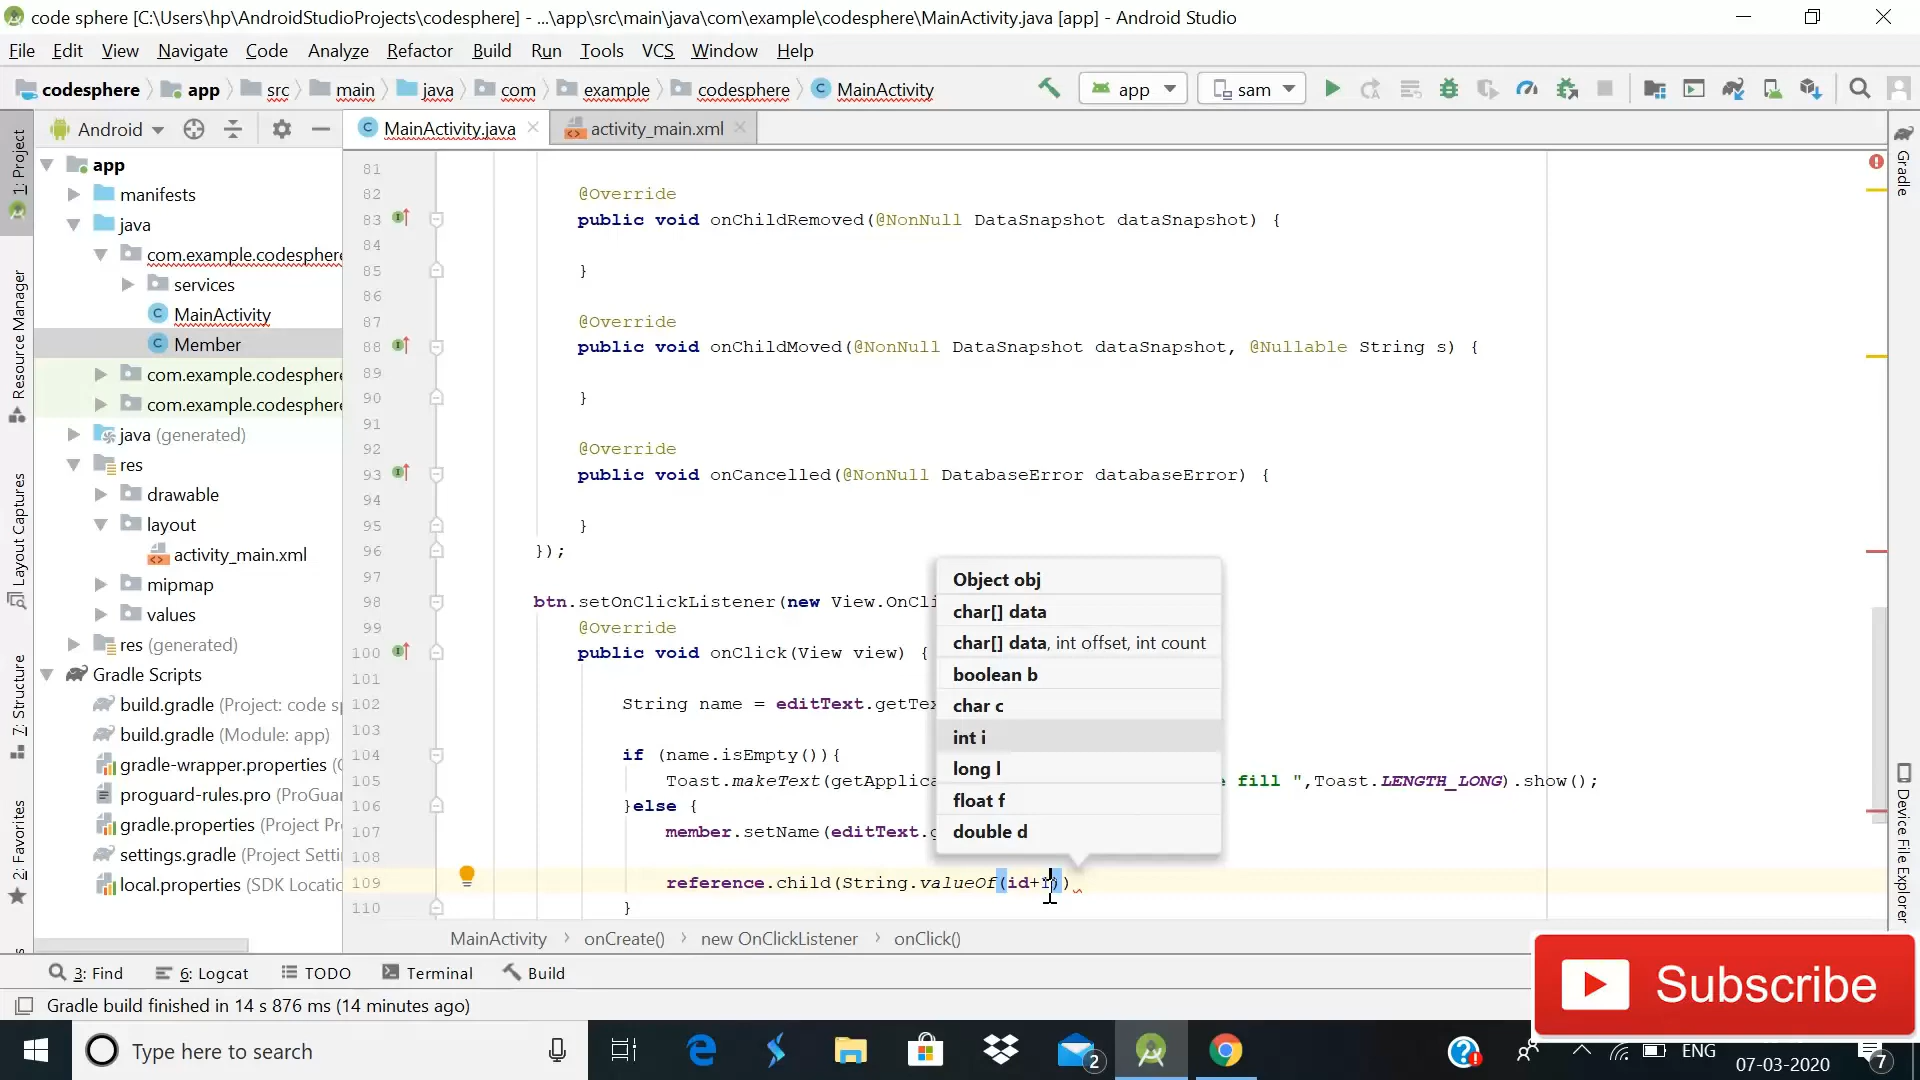 code sphere [C:\Users\hp\AndroidStudioProjects\codesphere] - ...\app\src\main\java\com\example\codesphere\MainActivity.java [app] - Android Studio
File Edit View Navigate Code Analyze Refactor Build Run Tools VCS Window Help
codesphere app src main java com example codesphere MainActivity app sam
Android MainActivity.java activity_main.xml
1: Project
Resource Manager
Layout Captures
7: Structure
2: Favorites
app
manifests
java
com.example.codesphere
services
MainActivity
Member
com.example.codesphere
com.example.codesphere
java (generated)
res
drawable
layout
activity_main.xml
mipmap
values
res (generated)
Gradle Scripts
build.gradle (Project: code s
build.gradle (Module: app)
gradle-wrapper.properties (
proguard-rules.pro (ProGua
gradle.properties (Project Pr
settings.gradle (Project Setti
local.properties (SDK Locatic
81
82 @Override
83 public void onChildRemoved(@NonNull DataSnapshot dataSnapshot) {
84
85 }
86
87 @Override
88 public void onChildMoved(@NonNull DataSnapshot dataSnapshot, @Nullable String s) {
89
90 }
91
92 @Override
93 public void onCancelled(@NonNull DatabaseError databaseError) {
94
95 }
96 });
97
98 btn.setOnClickListener(new View.OnCli
99 @Override
100 public void onClick(View view) {
101
102 String name = editText.getTe
103
104 if (name.isEmpty()){
105 Toast.makeText(getApplica e fill ",Toast.LENGTH_LONG).show();
106 }else {
107 member.setName(editText.g
108
109 reference.child(String.valueOf(id+1))
110 }
Object obj
char[] data
char[] data, int offset, int count
boolean b
char c
int i
long l
float f
double d
MainActivity onCreate() new OnClickListener onClick()
Gradle
Device File Explorer
3: Find 6: Logcat TODO Terminal Build
Gradle build finished in 14 s 876 ms (14 minutes ago)
Subscribe
Type here to search
2
ENG
07-03-2020
7